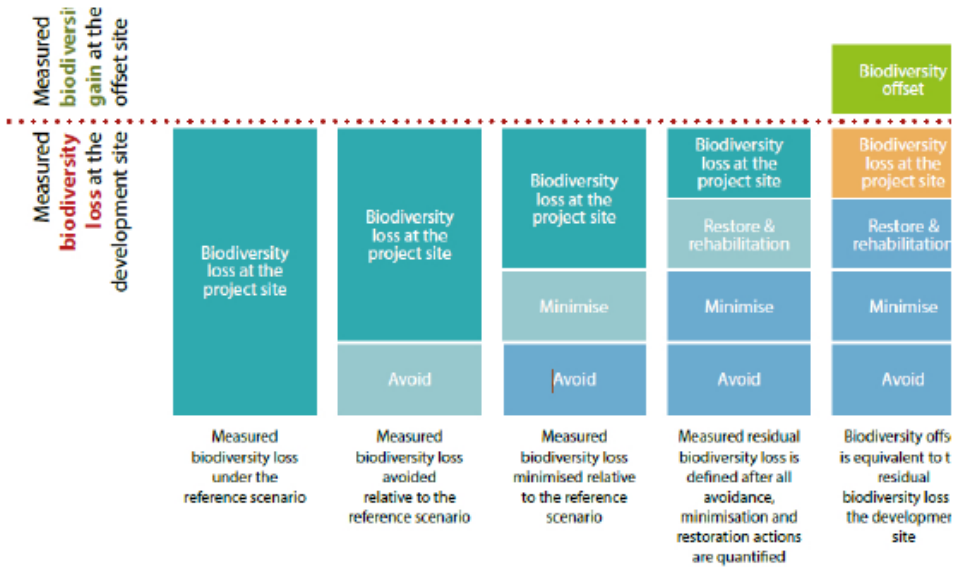 Measured
biodiversi
gain at the
offset site
Measured
biodiversity
loss at the
development site
Biodiversity
loss at the
project site
Measured
biodiversity loss
under the
reference scenario
Biodiversity
loss at the
project site
Avoid
Measured
biodiversity loss
avoided
relative to the
reference scenario
Biodiversity
loss at the
project site
Minimise
Avoid
Measured
biodiversity loss
minimised relative
to the reference
scenario
Biodiversity
loss at the
project site
Restore &
rehabilitation
Minimise
Avoid
Measured residual
biodiversity loss is
defined after all
avoidance,
minimisation and
restoration actions
are quantified
Biodiversity
offset
Biodiversity
loss at the
project site
Restore &
rehabilitation
Minimise
Avoid
Biodiversity offs
is equivalent to t
residual
biodiversity loss
the developmer
site